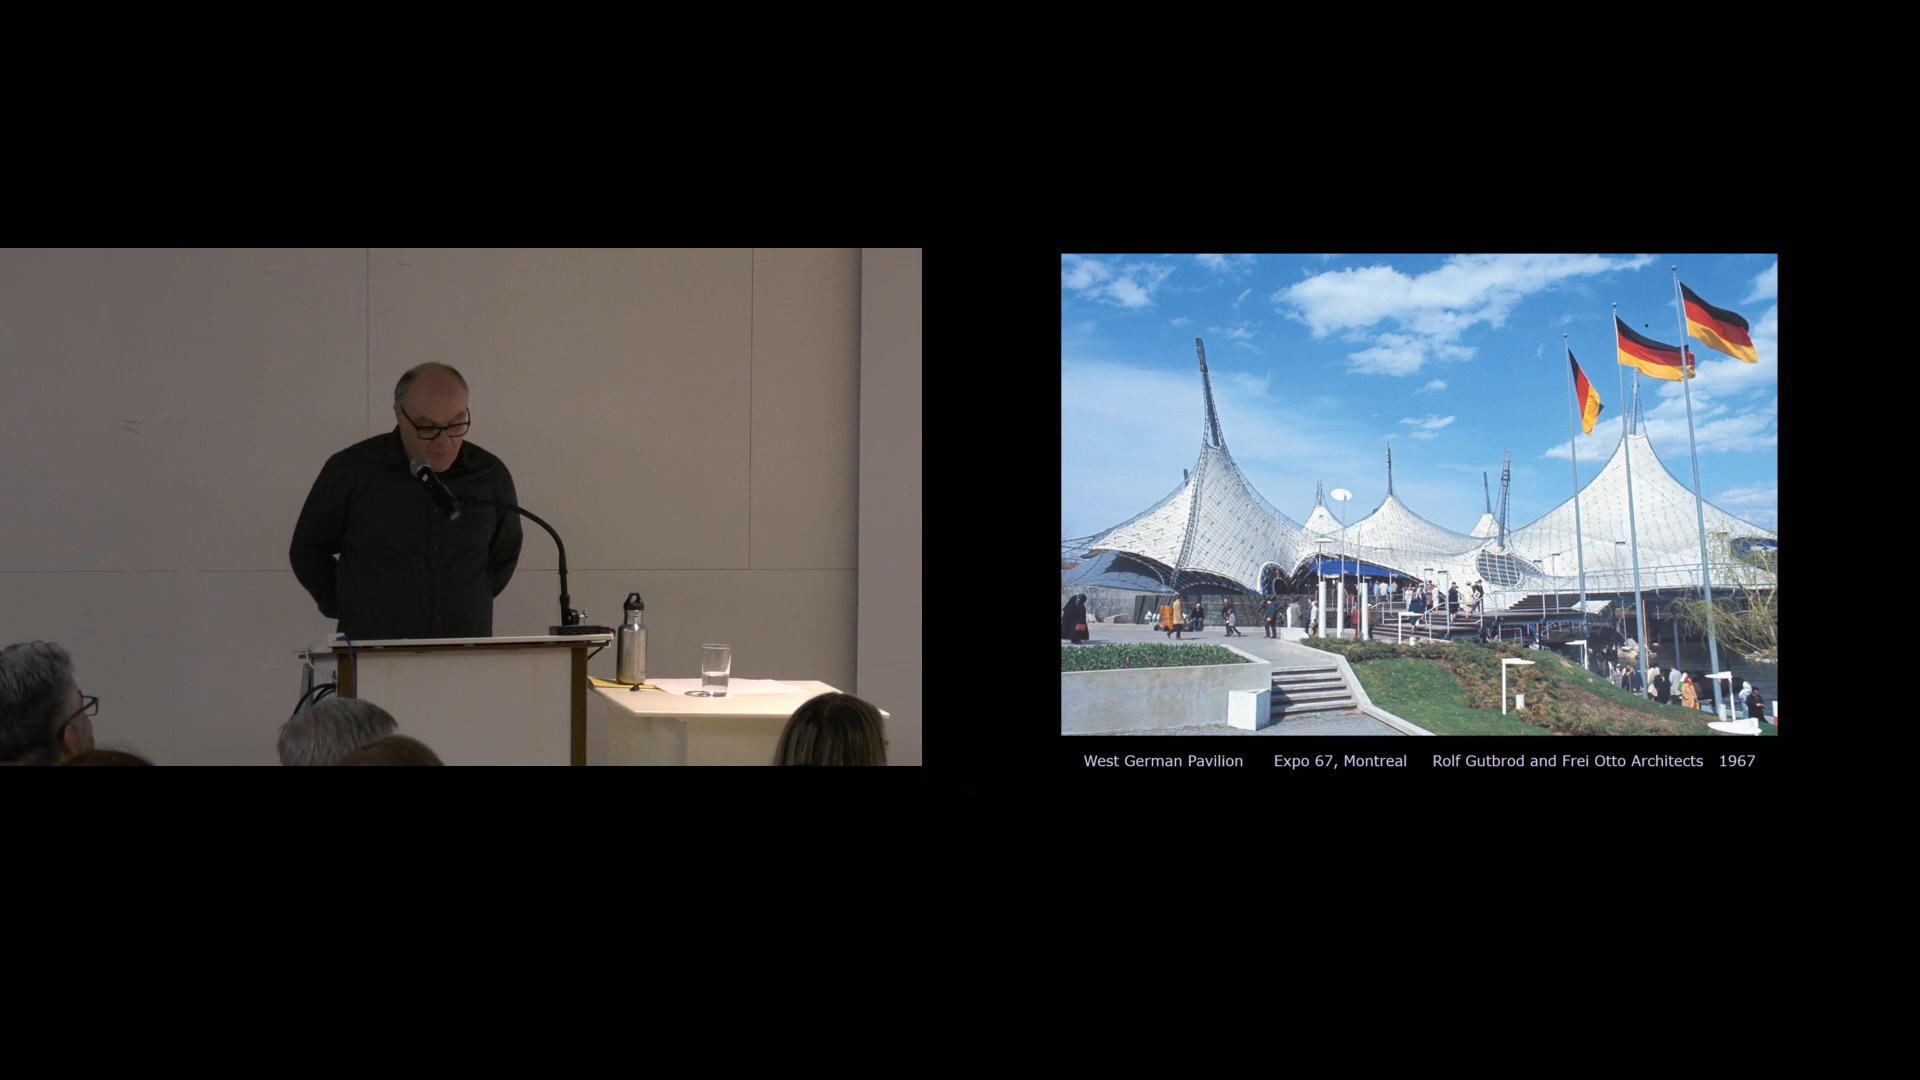 West German Pavilion Expo 67, Montreal Rolf Gutbrod and Frei Otto Architects 1967